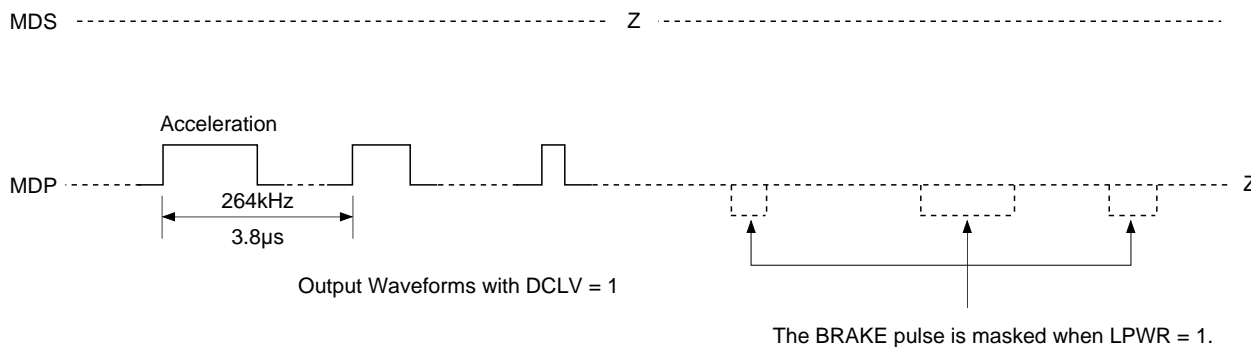 MDS Z
Acceleration
MDP Z
264kHz
3.8µs
Output Waveforms with DCLV = 1
The BRAKE pulse is masked when LPWR = 1.